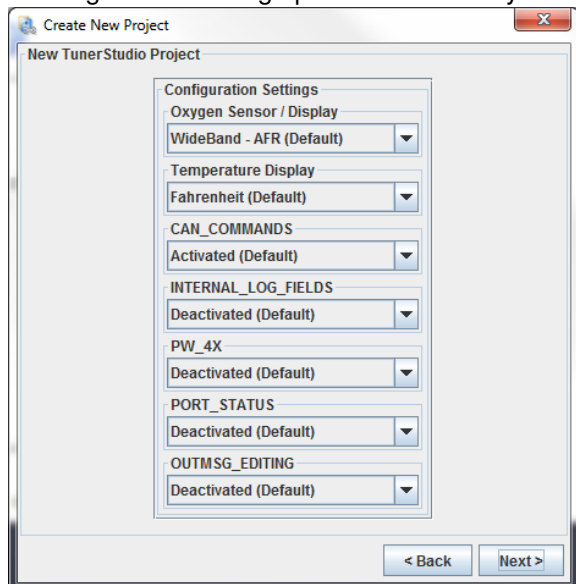 Create New Project
New TunerStudio Project
Configuration Settings
Oxygen Sensor / Display
WideBand - AFR (Default)
Temperature Display
Fahrenheit (Default)
CAN_COMMANDS
Activated (Default)
INTERNAL_LOG_FIELDS
Deactivated (Default)
PW_4X
Deactivated (Default)
PORT_STATUS
Deactivated (Default)
OUTMSG_EDITING
Deactivated (Default)
< Back Next >